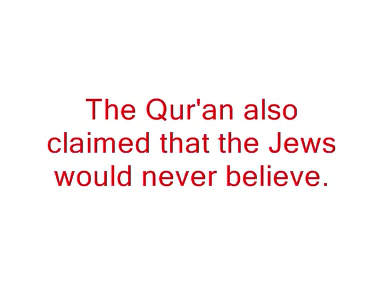 The Qur'an also
claimed that the Jews
would never believe.